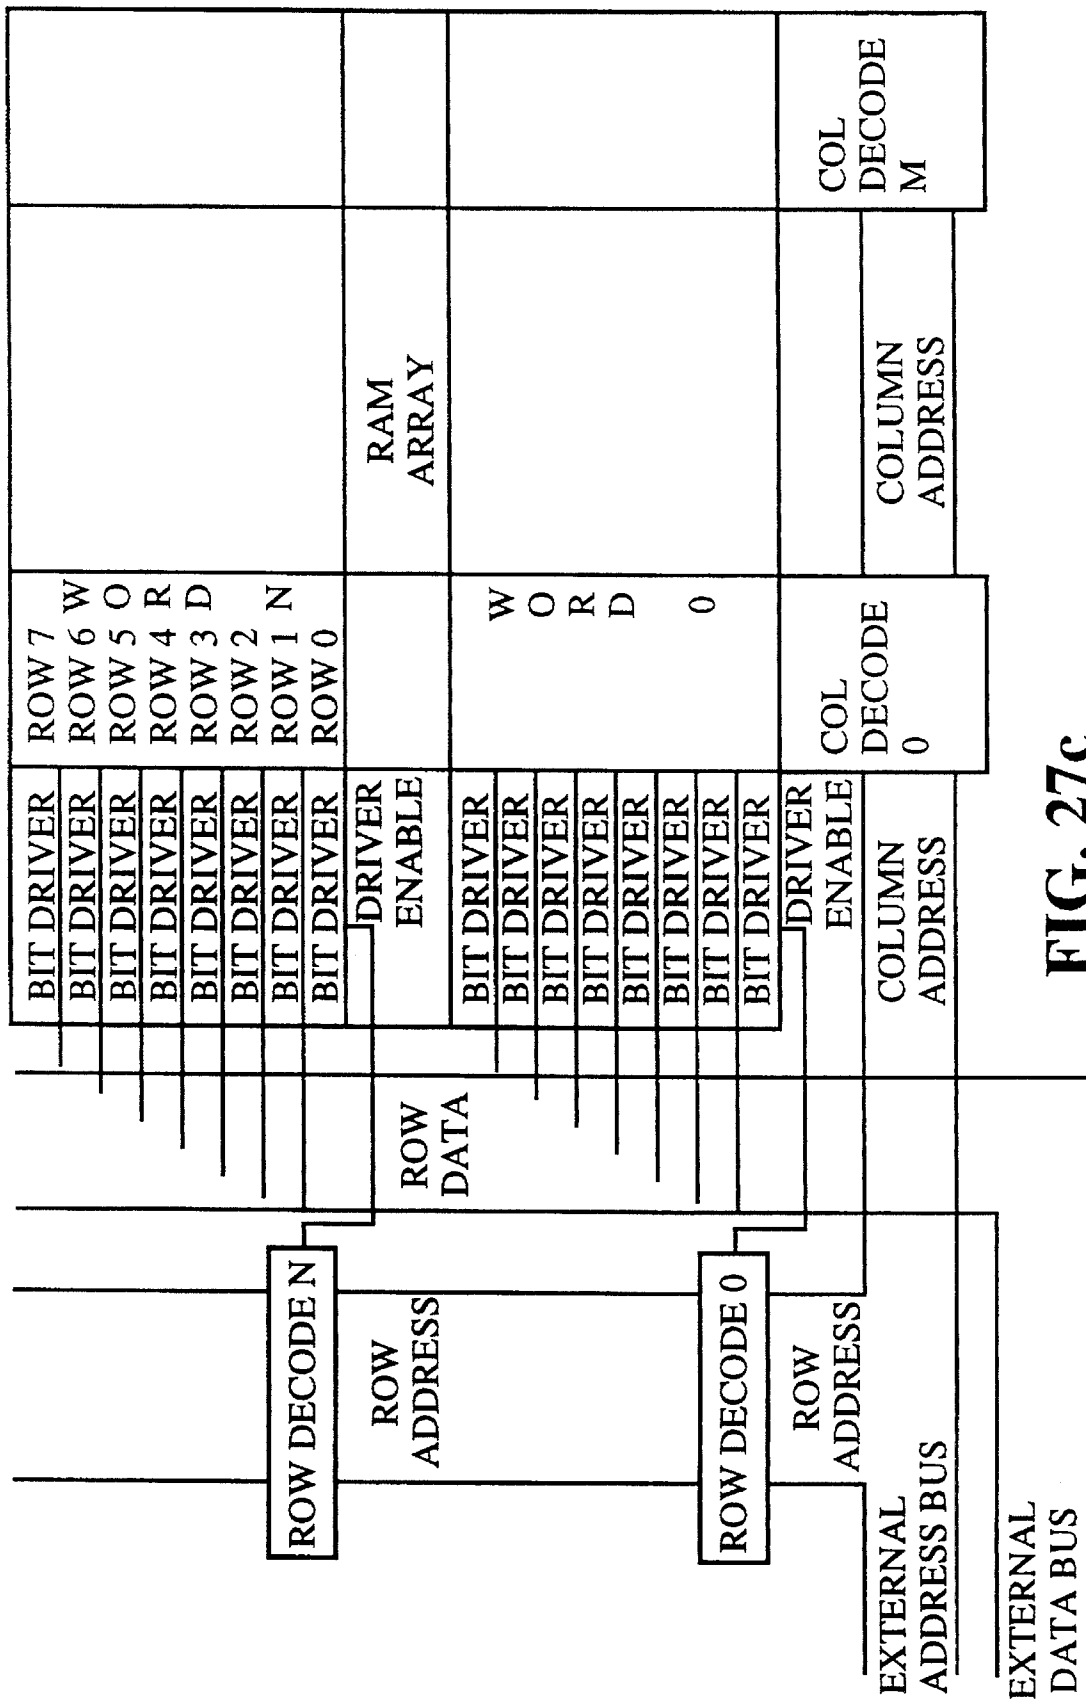 BIT DRIVER ROW 7
BIT DRIVER ROW 6 W
BIT DRIVER ROW 5 O
BIT DRIVER ROW 4 R
BIT DRIVER ROW 3 D
BIT DRIVER ROW 2
BIT DRIVER ROW 1 N
BIT DRIVER ROW 0
ROW DECODE N
DRIVER
ENABLE
RAM
ARRAY
ROW
ADDRESS
ROW
DATA
BIT DRIVER
BIT DRIVER W
BIT DRIVER O
BIT DRIVER R
BIT DRIVER D
BIT DRIVER
BIT DRIVER 0
BIT DRIVER
ROW DECODE 0
DRIVER
ENABLE
ROW
ADDRESS
COL
DECODE
0
COL
DECODE
M
EXTERNAL
ADDRESS BUS
COLUMN
ADDRESS
COLUMN
ADDRESS
EXTERNAL
DATA BUS
FIG. 27c